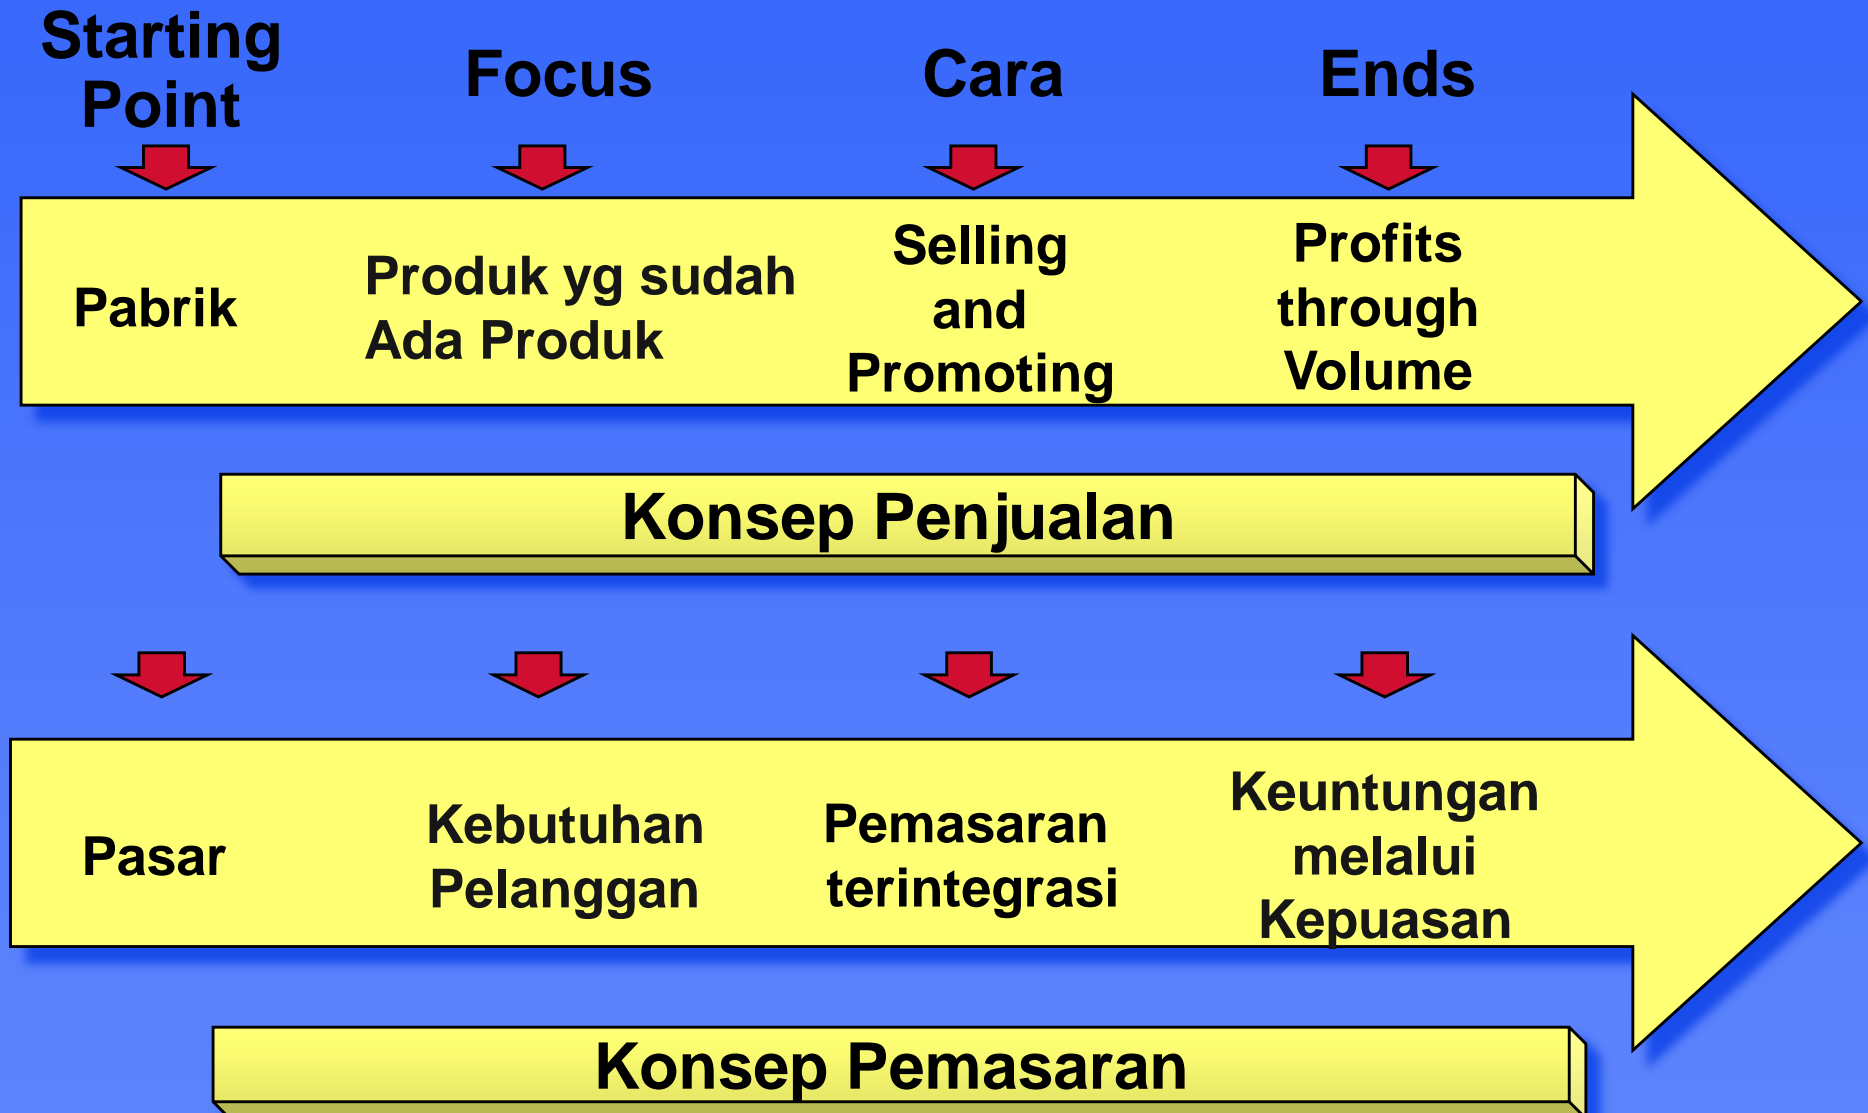 Starting
Point
Focus
Cara
Ends
Pabrik
Produk yg sudah
Ada Produk
Selling
and
Promoting
Profits
through
Volume
Konsep Penjualan
Pasar
Kebutuhan
Pelanggan
Pemasaran
terintegrasi
Keuntungan
melalui
Kepuasan
Konsep Pemasaran